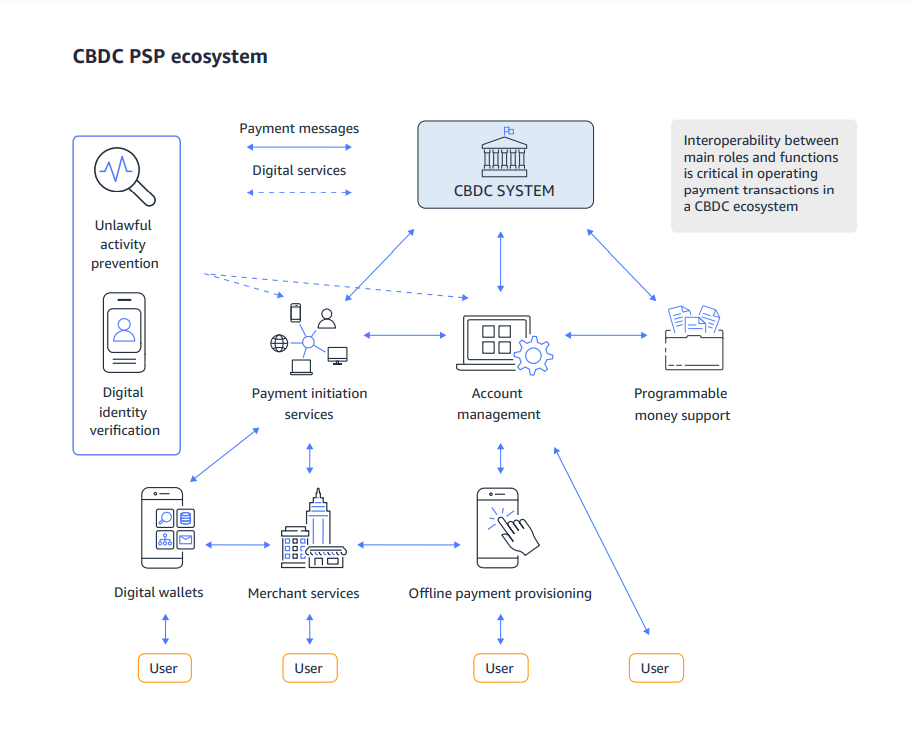 CBDC PSP ecosystem
Payment messages
Digital services
CBDC SYSTEM
Interoperability between
main roles and functions
is critical in operating
payment transactions in
a CBDC ecosystem
Unlawful
activity
prevention
Digital
identity
verification
Payment initiation
services
Account
management
Programmable
money support
Digital wallets
Merchant services
Offline payment provisioning
User
User
User
User